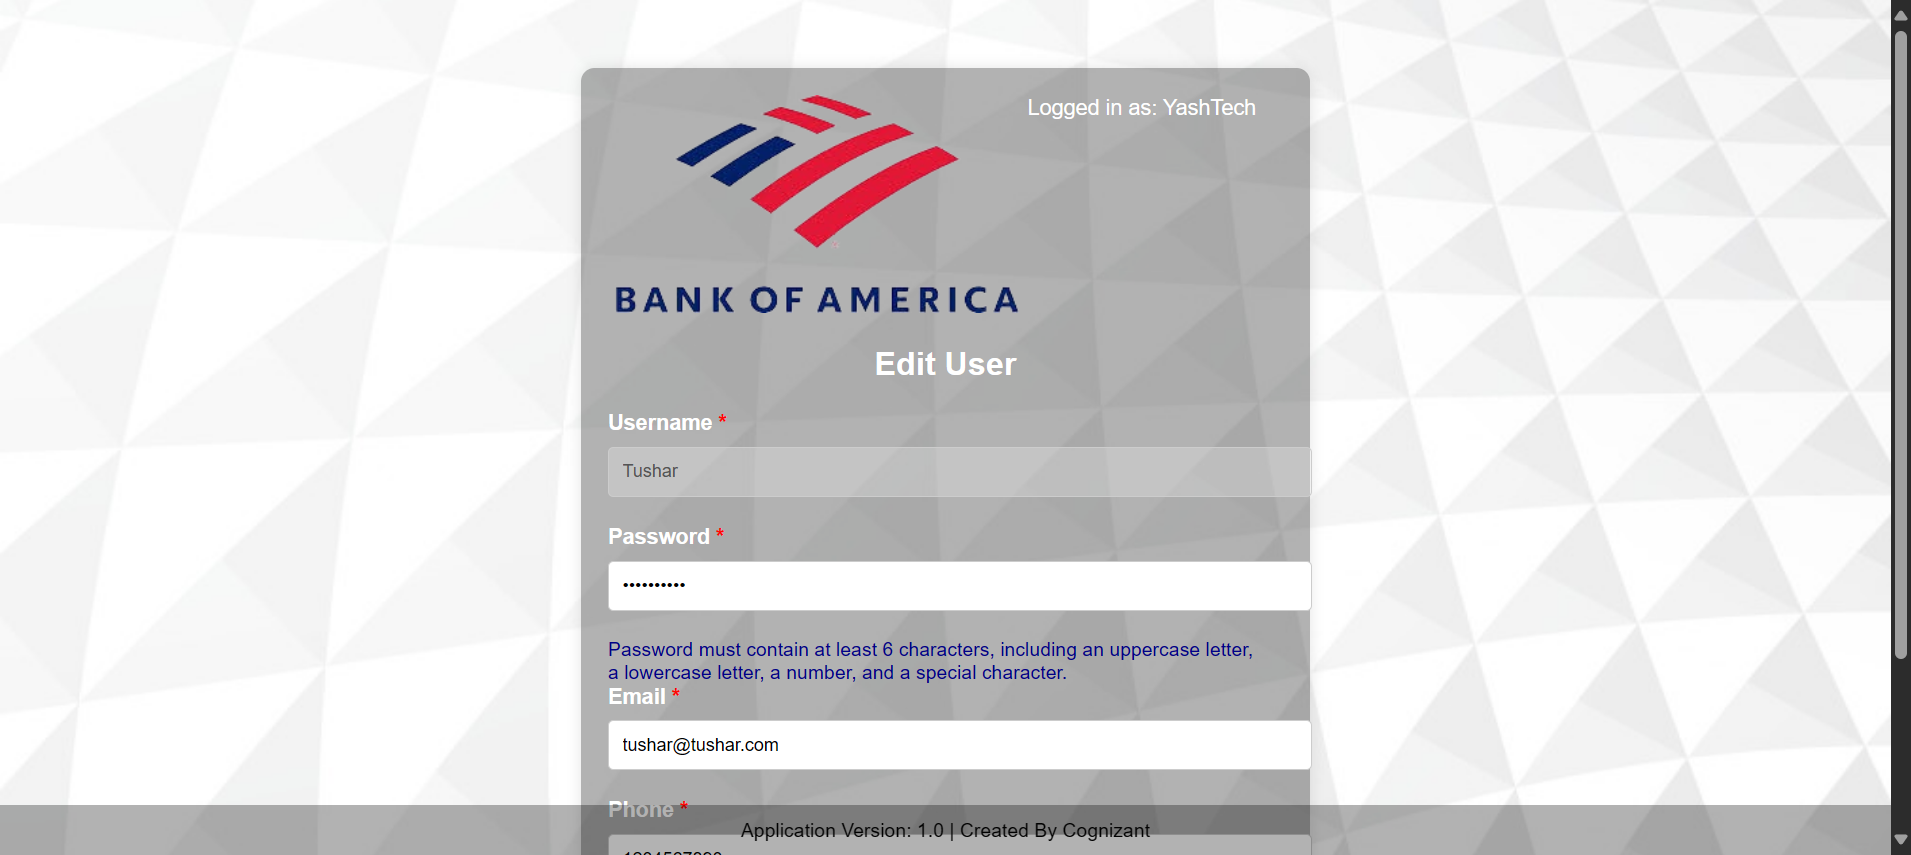 Logged in as: YashTech
BANK OF AMERICA
Edit User
Username *
Tushar
Password *
••••••••••
Password must contain at least 6 characters, including an uppercase letter,
a lowercase letter, a number, and a special character.
Email *
tushar@tushar.com
Phone *
Application Version: 1.0 | Created By Cognizant